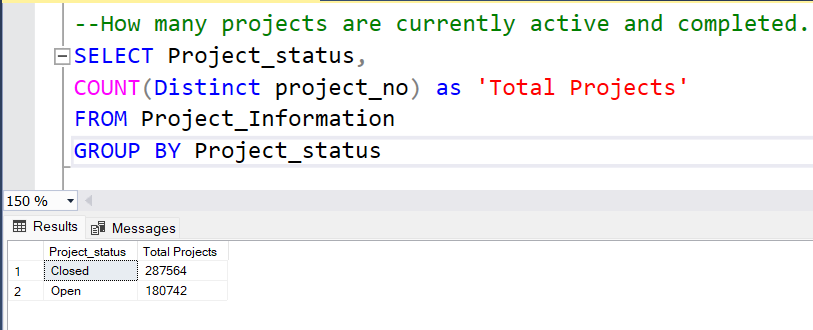 --How many projects are currently active and completed.
SELECT Project_status,
COUNT(Distinct project_no) as 'Total Projects'
FROM Project_Information
GROUP BY Project_status
150 %
Results Messages
Project_status Total Projects
1 Closed 287564
2 Open 180742